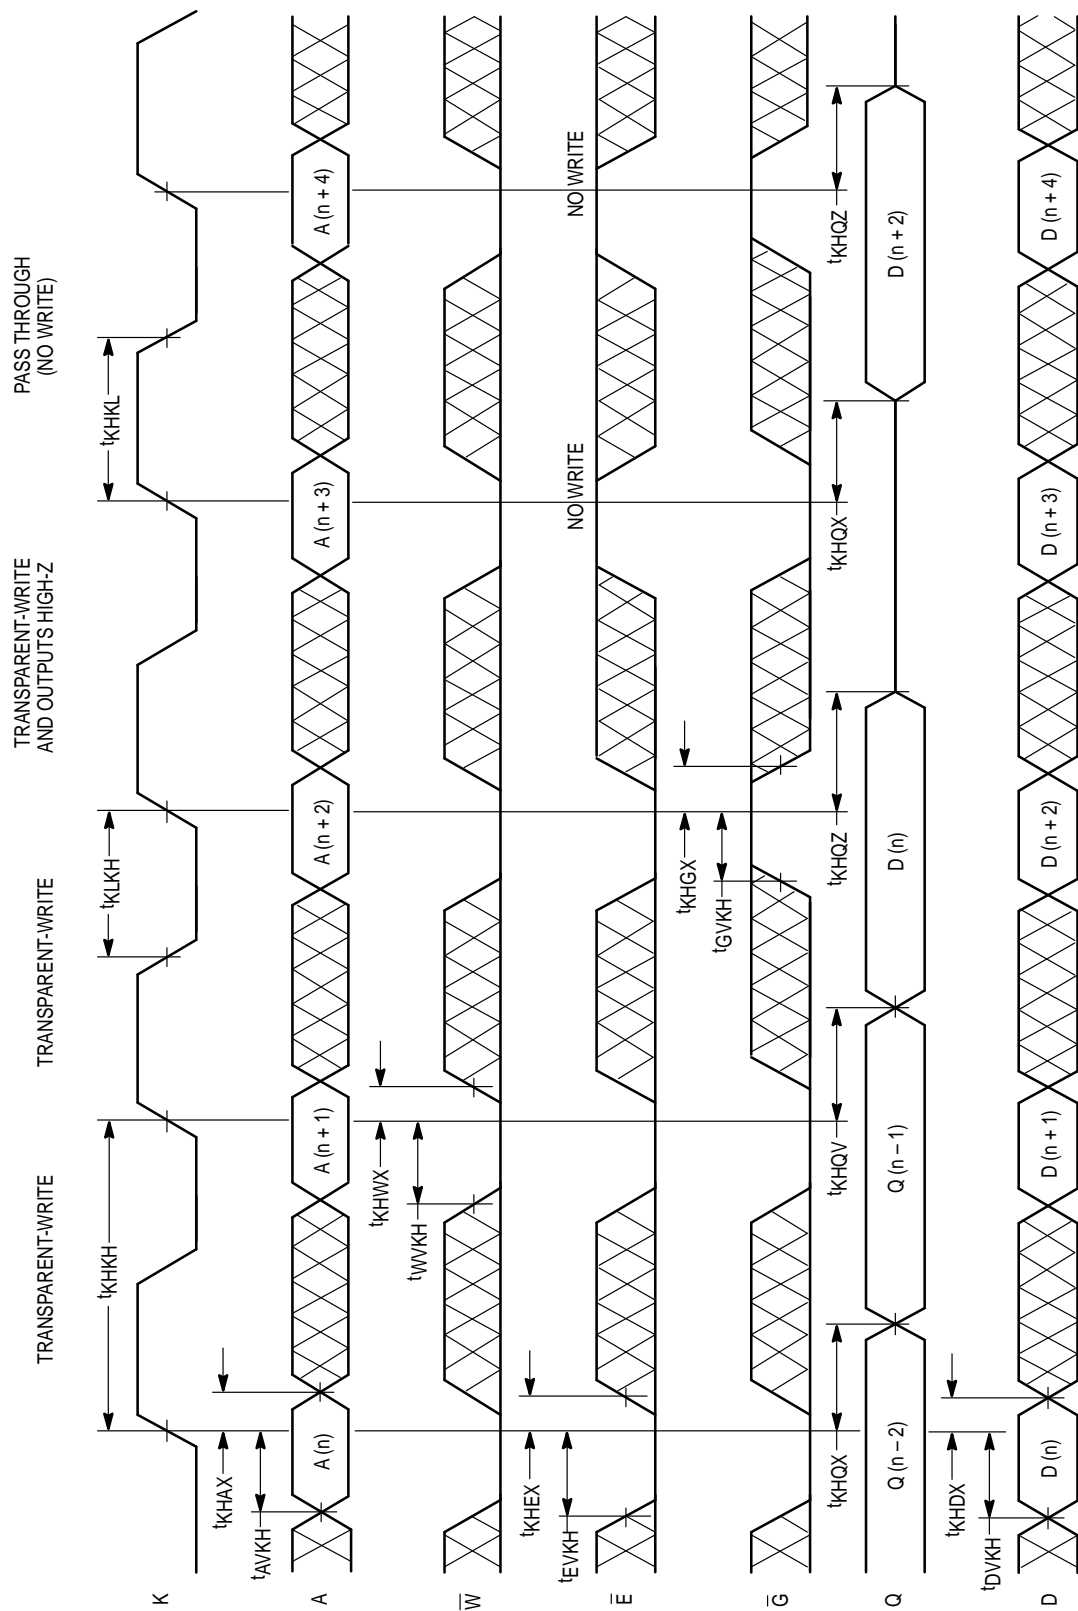 TRANSPARENT-WRITE
TRANSPARENT-WRITE
TRANSPARENT-WRITE
AND OUTPUTS HIGH-Z
PASS THROUGH
(NO WRITE)
K
tKHKH
tKLKH
tKHKL
tKHAX
tAVKH
A
A (n)
A (n + 1)
A (n + 2)
A (n + 3)
A (n + 4)
tKHWX
tWVKH
W
tKHEX
tEVKH
NO WRITE
NO WRITE
E
tKHGX
tGVKH
G
tKHQX
tKHQV
tKHQZ
tKHQX
tKHQZ
Q
Q (n – 2)
Q (n – 1)
D (n)
D (n + 2)
tKHDX
tDVKH
D
D (n)
D (n + 1)
D (n + 2)
D (n + 3)
D (n + 4)